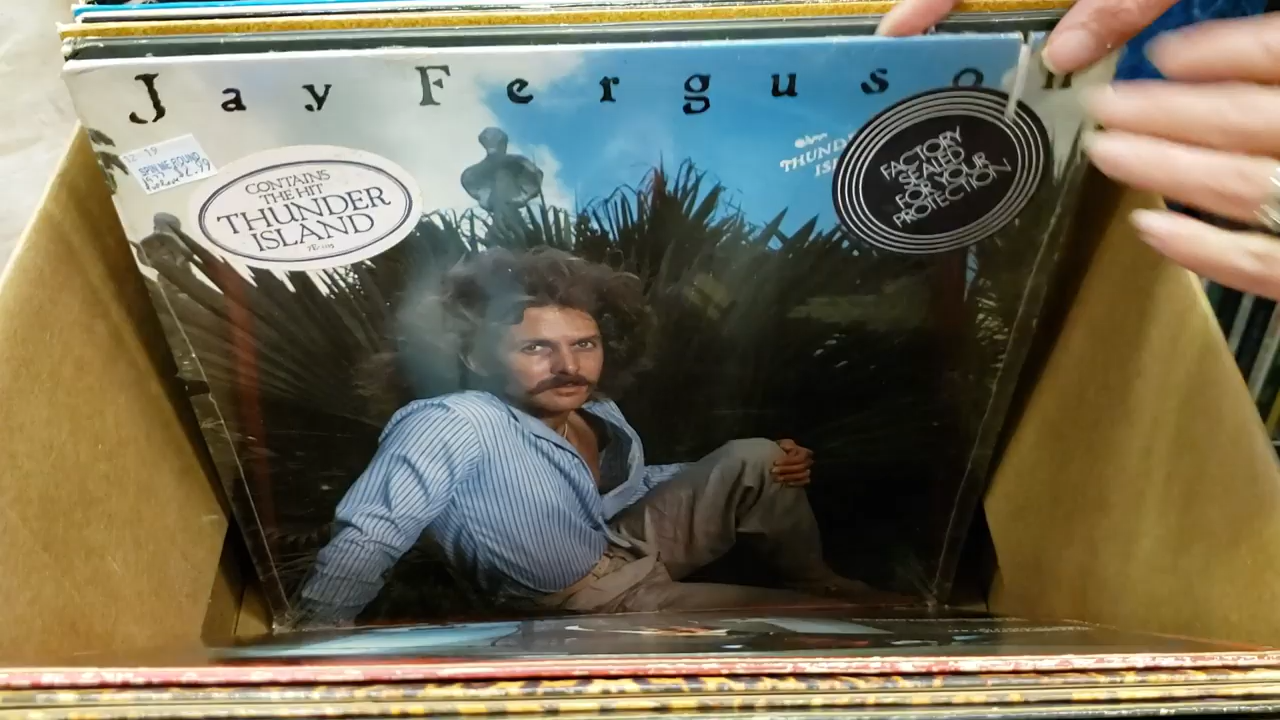 Jay Ferguson
THUNDER
CONTAINS
THE HIT
THUNDER
ISLAND
FACTORY
SEALED
FOR YOUR
PROTECTION